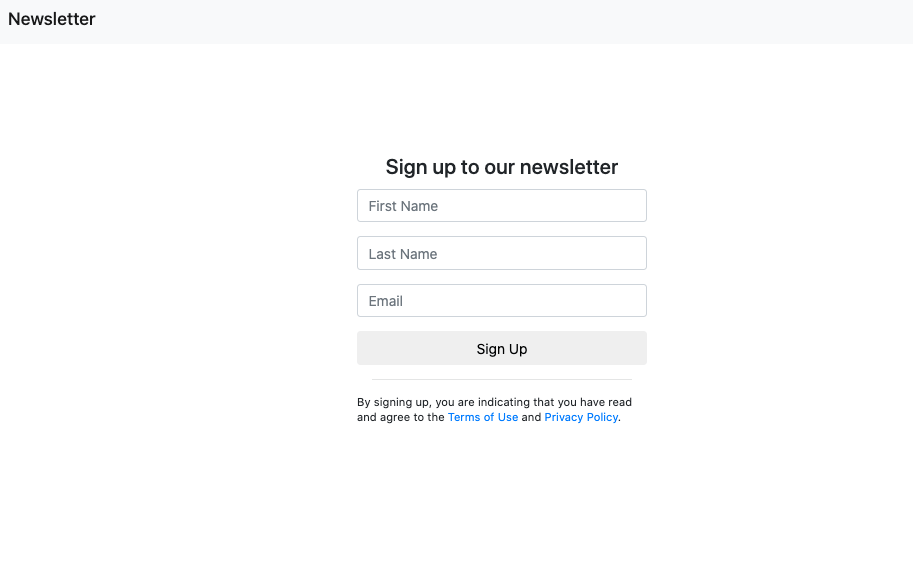 Newsletter
Sign up to our newsletter
First Name
Last Name
Email
Sign Up
By signing up, you are indicating that you have read
and agree to the Terms of Use and Privacy Policy.